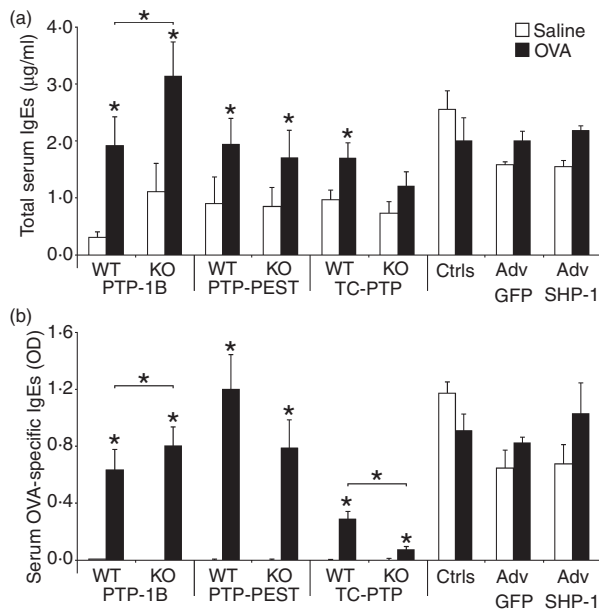 (a)
Total serum IgEs (µg/ml)
4·0
3·0
2·0
1·0
0·0
* * * * * * *
Saline
OVA
WT KO WT KO WT KO Ctrls Adv Adv
PTP-1B PTP-PEST TC-PTP GFP SHP-1
(b)
Serum OVA-specific IgEs (OD)
1·6
1·2
0·8
0·4
0·0
* * * * * * * *
WT KO WT KO WT KO Ctrls Adv Adv
PTP-1B PTP-PEST TC-PTP GFP SHP-1